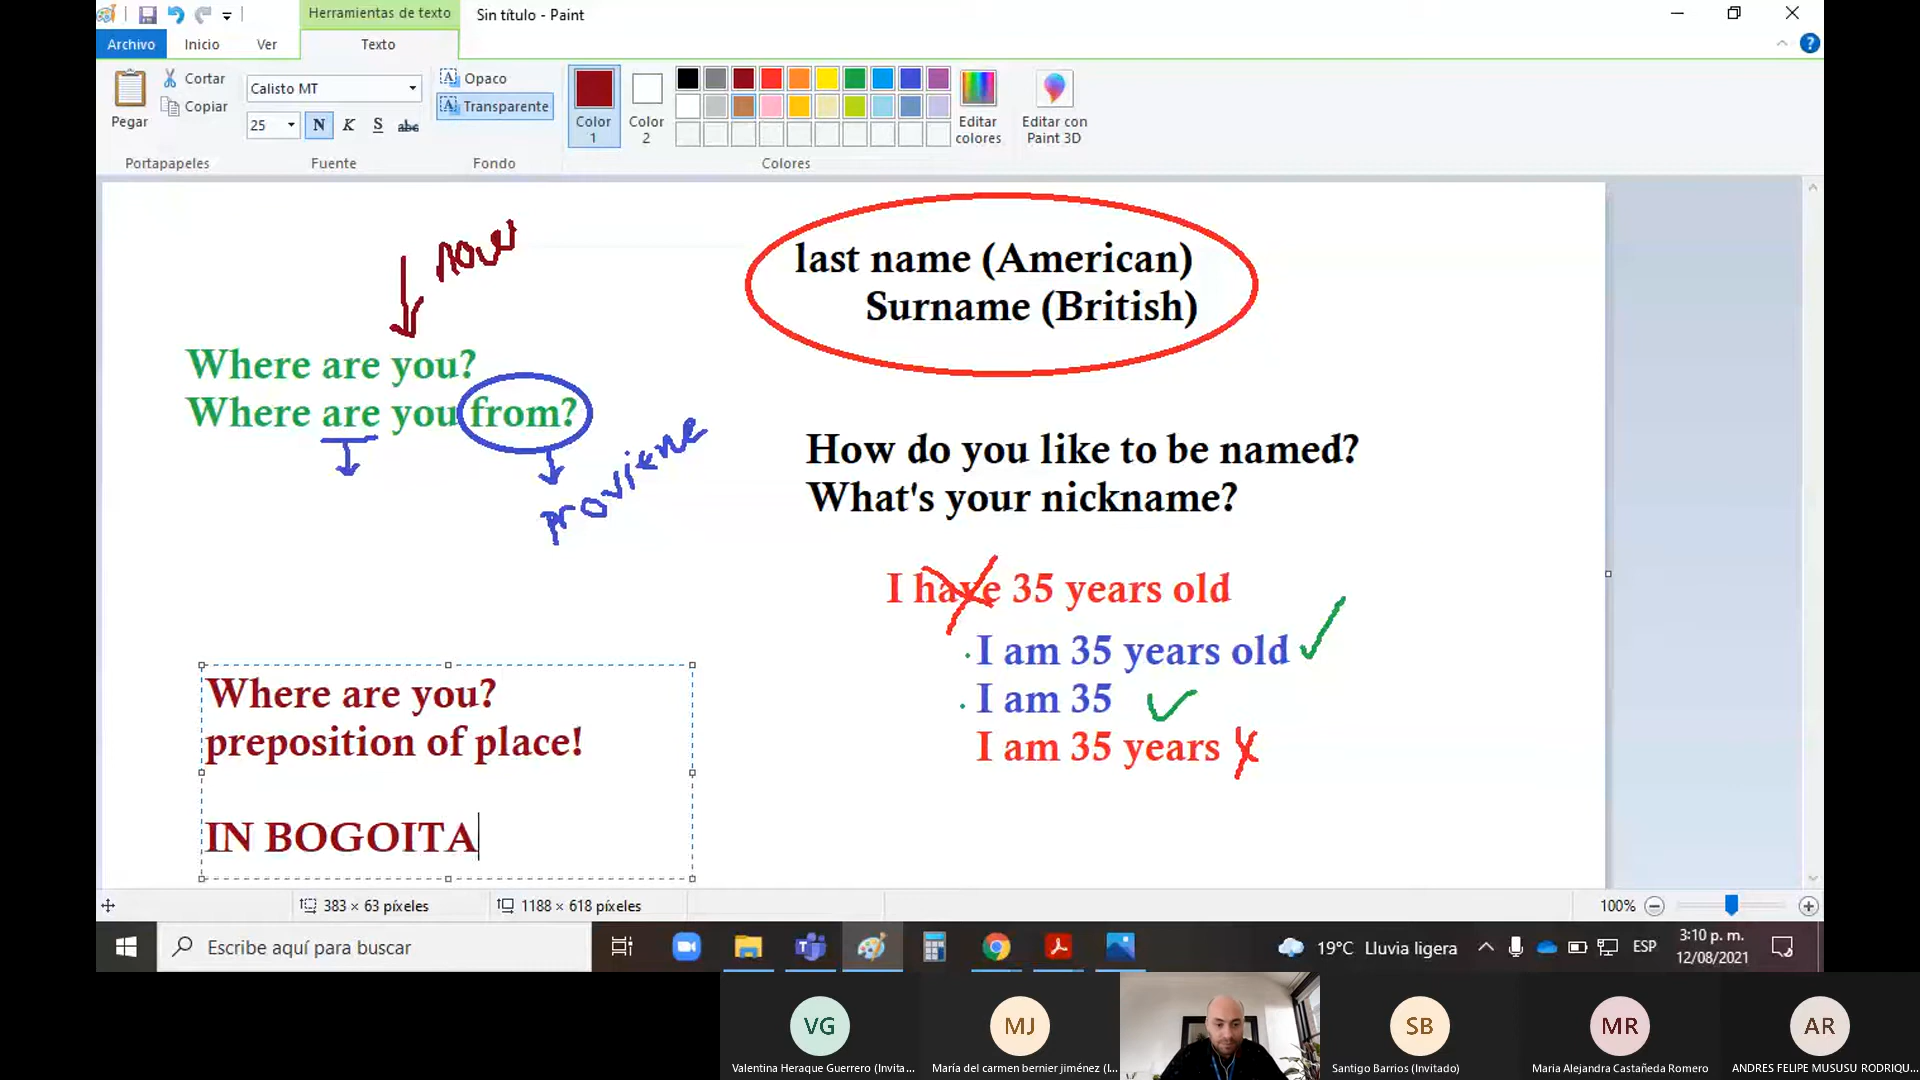 Herramientas de texto
Sin título - Paint
Archivo
Inicio
Ver
Texto
Pegar
Cortar
Copiar
Portapapeles
Calisto MT
25
N K S abc
Fuente
Opaco
Transparente
Fondo
Color
1
Color
2
Editar
colores
Editar con
Paint 3D
Colores
now
Where are you?
Where are you from?
proviene
last name (American)
Surname (British)
How do you like to be named?
What's your nickname?
I have 35 years old
I am 35 years old
I am 35
I am 35 years
Where are you?
preposition of place!
IN BOGOITA
383 × 63 píxeles
1188 × 618 píxeles
100%
Escribe aquí para buscar
19°C Lluvia ligera
ESP
3:10 p. m.
12/08/2021
VG
Valentina Heraque Guerrero (Invita...
MJ
María del carmen bernier jiménez (I...
SB
Santigo Barrios (Invitado)
MR
Maria Alejandra Castañeda Romero
AR
ANDRES FELIPE MUSUSU RODRIQU...